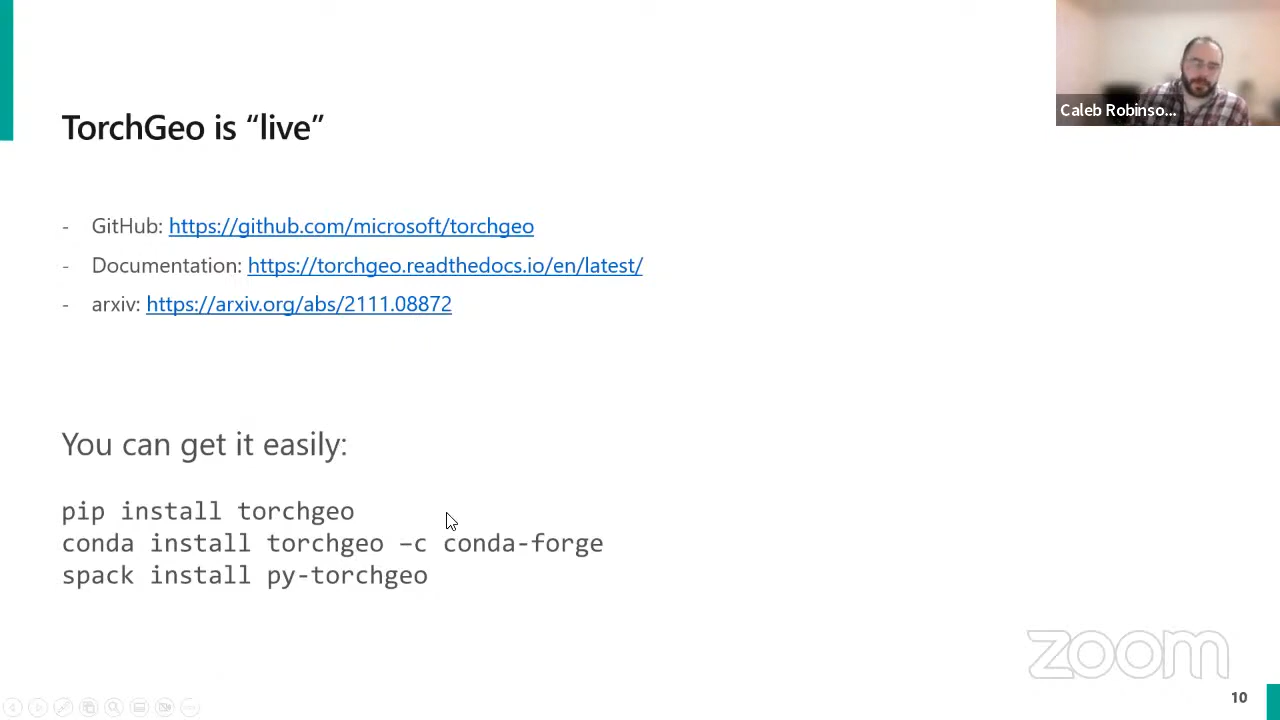 Caleb Robinso...
TorchGeo is “live”
- GitHub: https://github.com/microsoft/torchgeo
- Documentation: https://torchgeo.readthedocs.io/en/latest/
- arxiv: https://arxiv.org/abs/2111.08872
You can get it easily:
pip install torchgeo
conda install torchgeo –c conda-forge
spack install py-torchgeo
zoom
10